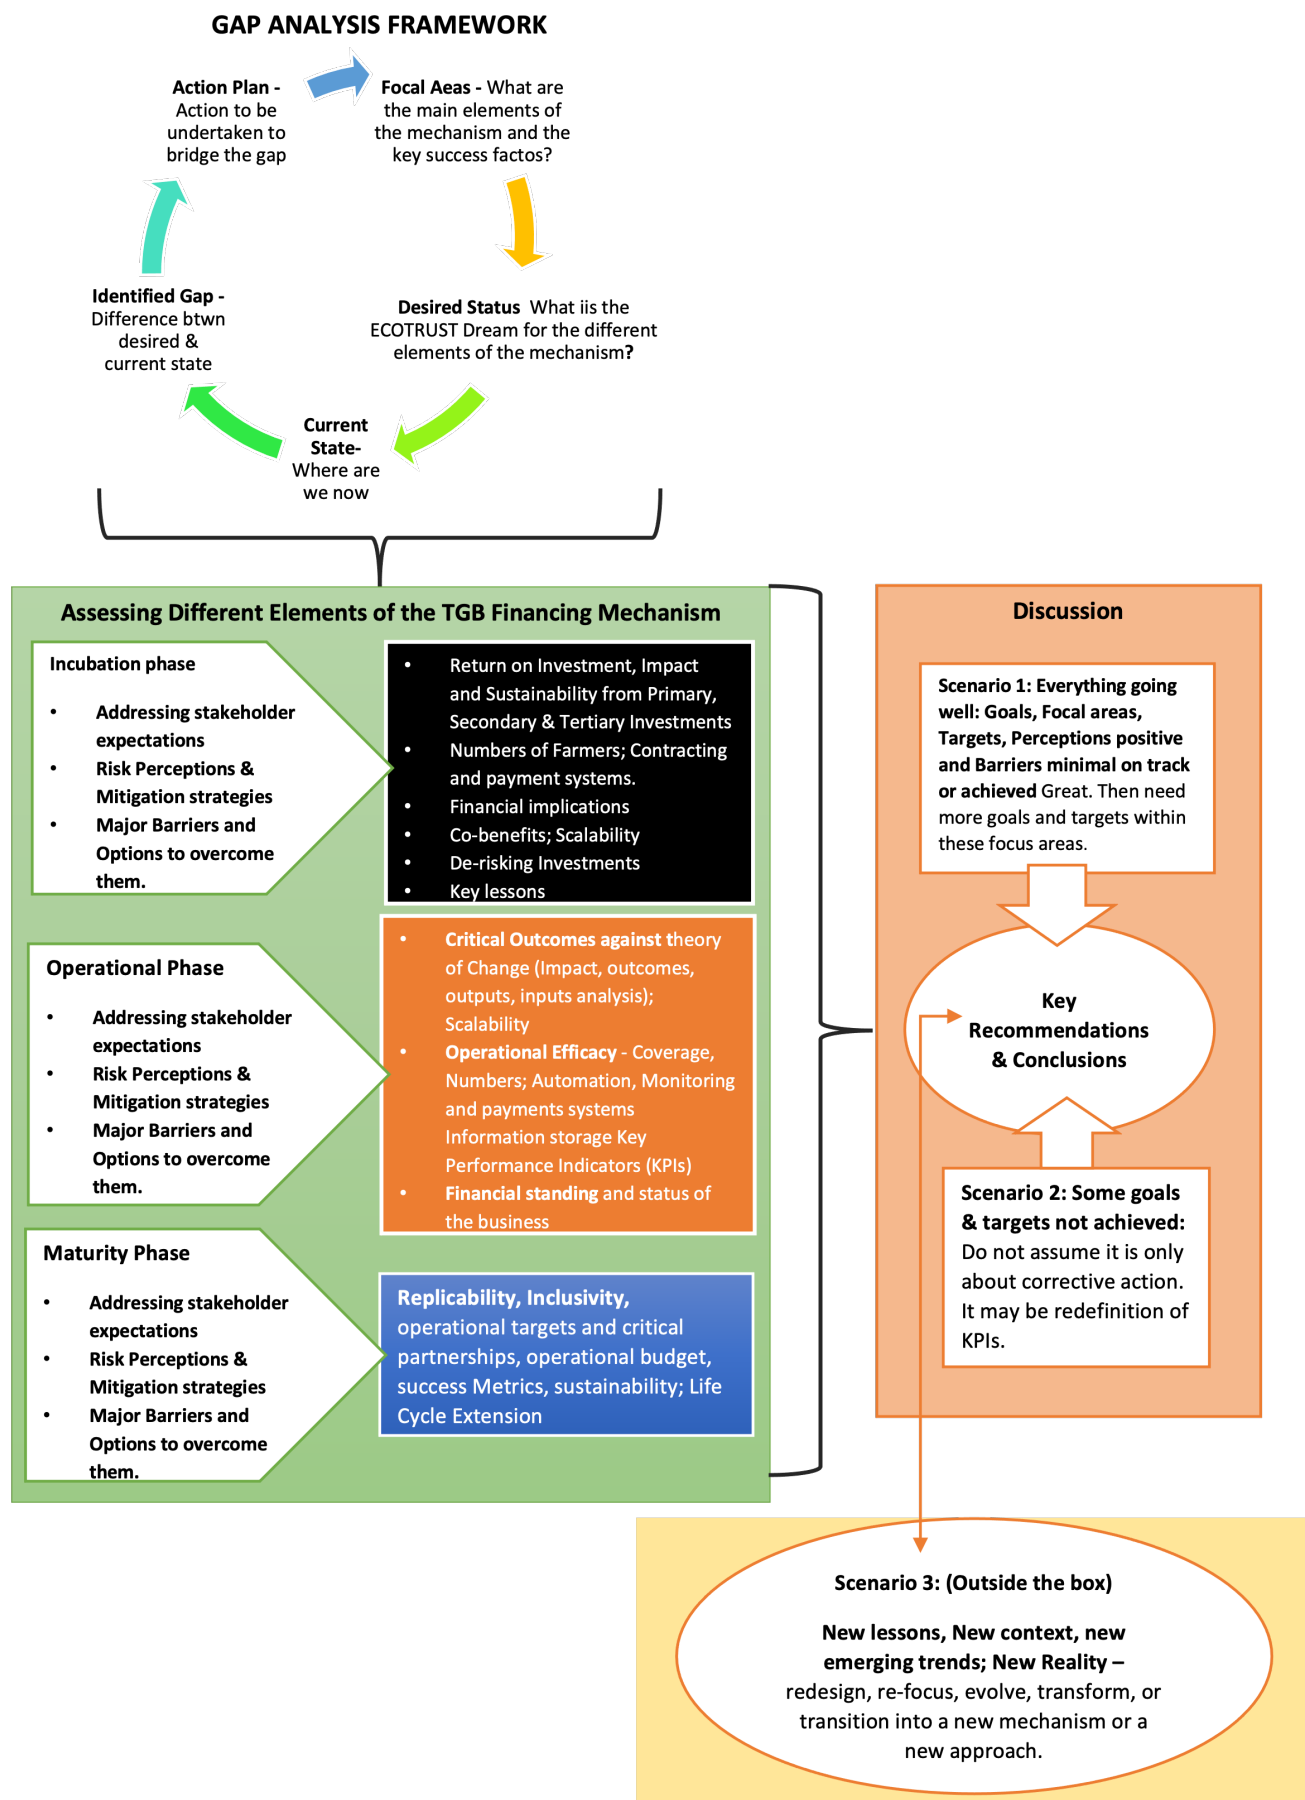 GAP ANALYSIS FRAMEWORK
Action Plan -
Action to be
undertaken to
bridge the gap
Focal Aeas - What are
the main elements of
the mechanism and the
key success factos?
Identified Gap -
Difference btwn
desired &
current state
Desired Status  What iis the
ECOTRUST Dream for the different
elements of the mechanism?
Current
State-
Where are
we now
Assessing Different Elements of the TGB Financing Mechanism
Incubation phase
• Addressing stakeholder
expectations
• Risk Perceptions &
Mitigation strategies
• Major Barriers and
Options to overcome
them.
• Return on Investment, Impact
and Sustainability from Primary,
Secondary & Tertiary Investments
• Numbers of Farmers; Contracting
and payment systems.
• Financial implications
• Co-benefits; Scalability
• De-risking Investments
• Key lessons
Operational Phase
• Addressing stakeholder
expectations
• Risk Perceptions &
Mitigation strategies
• Major Barriers and
Options to overcome
them.
• Critical Outcomes against theory
of Change (Impact, outcomes,
outputs, inputs analysis);
Scalability
• Operational Efficacy - Coverage,
Numbers; Automation, Monitoring
and payments systems
Information storage Key
Performance Indicators (KPIs)
• Financial standing and status of
the business
Maturity Phase
• Addressing stakeholder
expectations
• Risk Perceptions &
Mitigation strategies
• Major Barriers and
Options to overcome
them.
Replicability, Inclusivity,
operational targets and critical
partnerships, operational budget,
success Metrics, sustainability; Life
Cycle Extension
Discussion
Scenario 1: Everything going
well: Goals, Focal areas,
Targets, Perceptions positive
and Barriers minimal on track
or achieved Great. Then need
more goals and targets within
these focus areas.
Key
Recommendations
& Conclusions
Scenario 2: Some goals
& targets not achieved:
Do not assume it is only
about corrective action.
It may be redefinition of
KPIs.
Scenario 3: (Outside the box)
New lessons, New context, new
emerging trends; New Reality –
redesign, re-focus, evolve, transform, or
transition into a new mechanism or a
new approach.